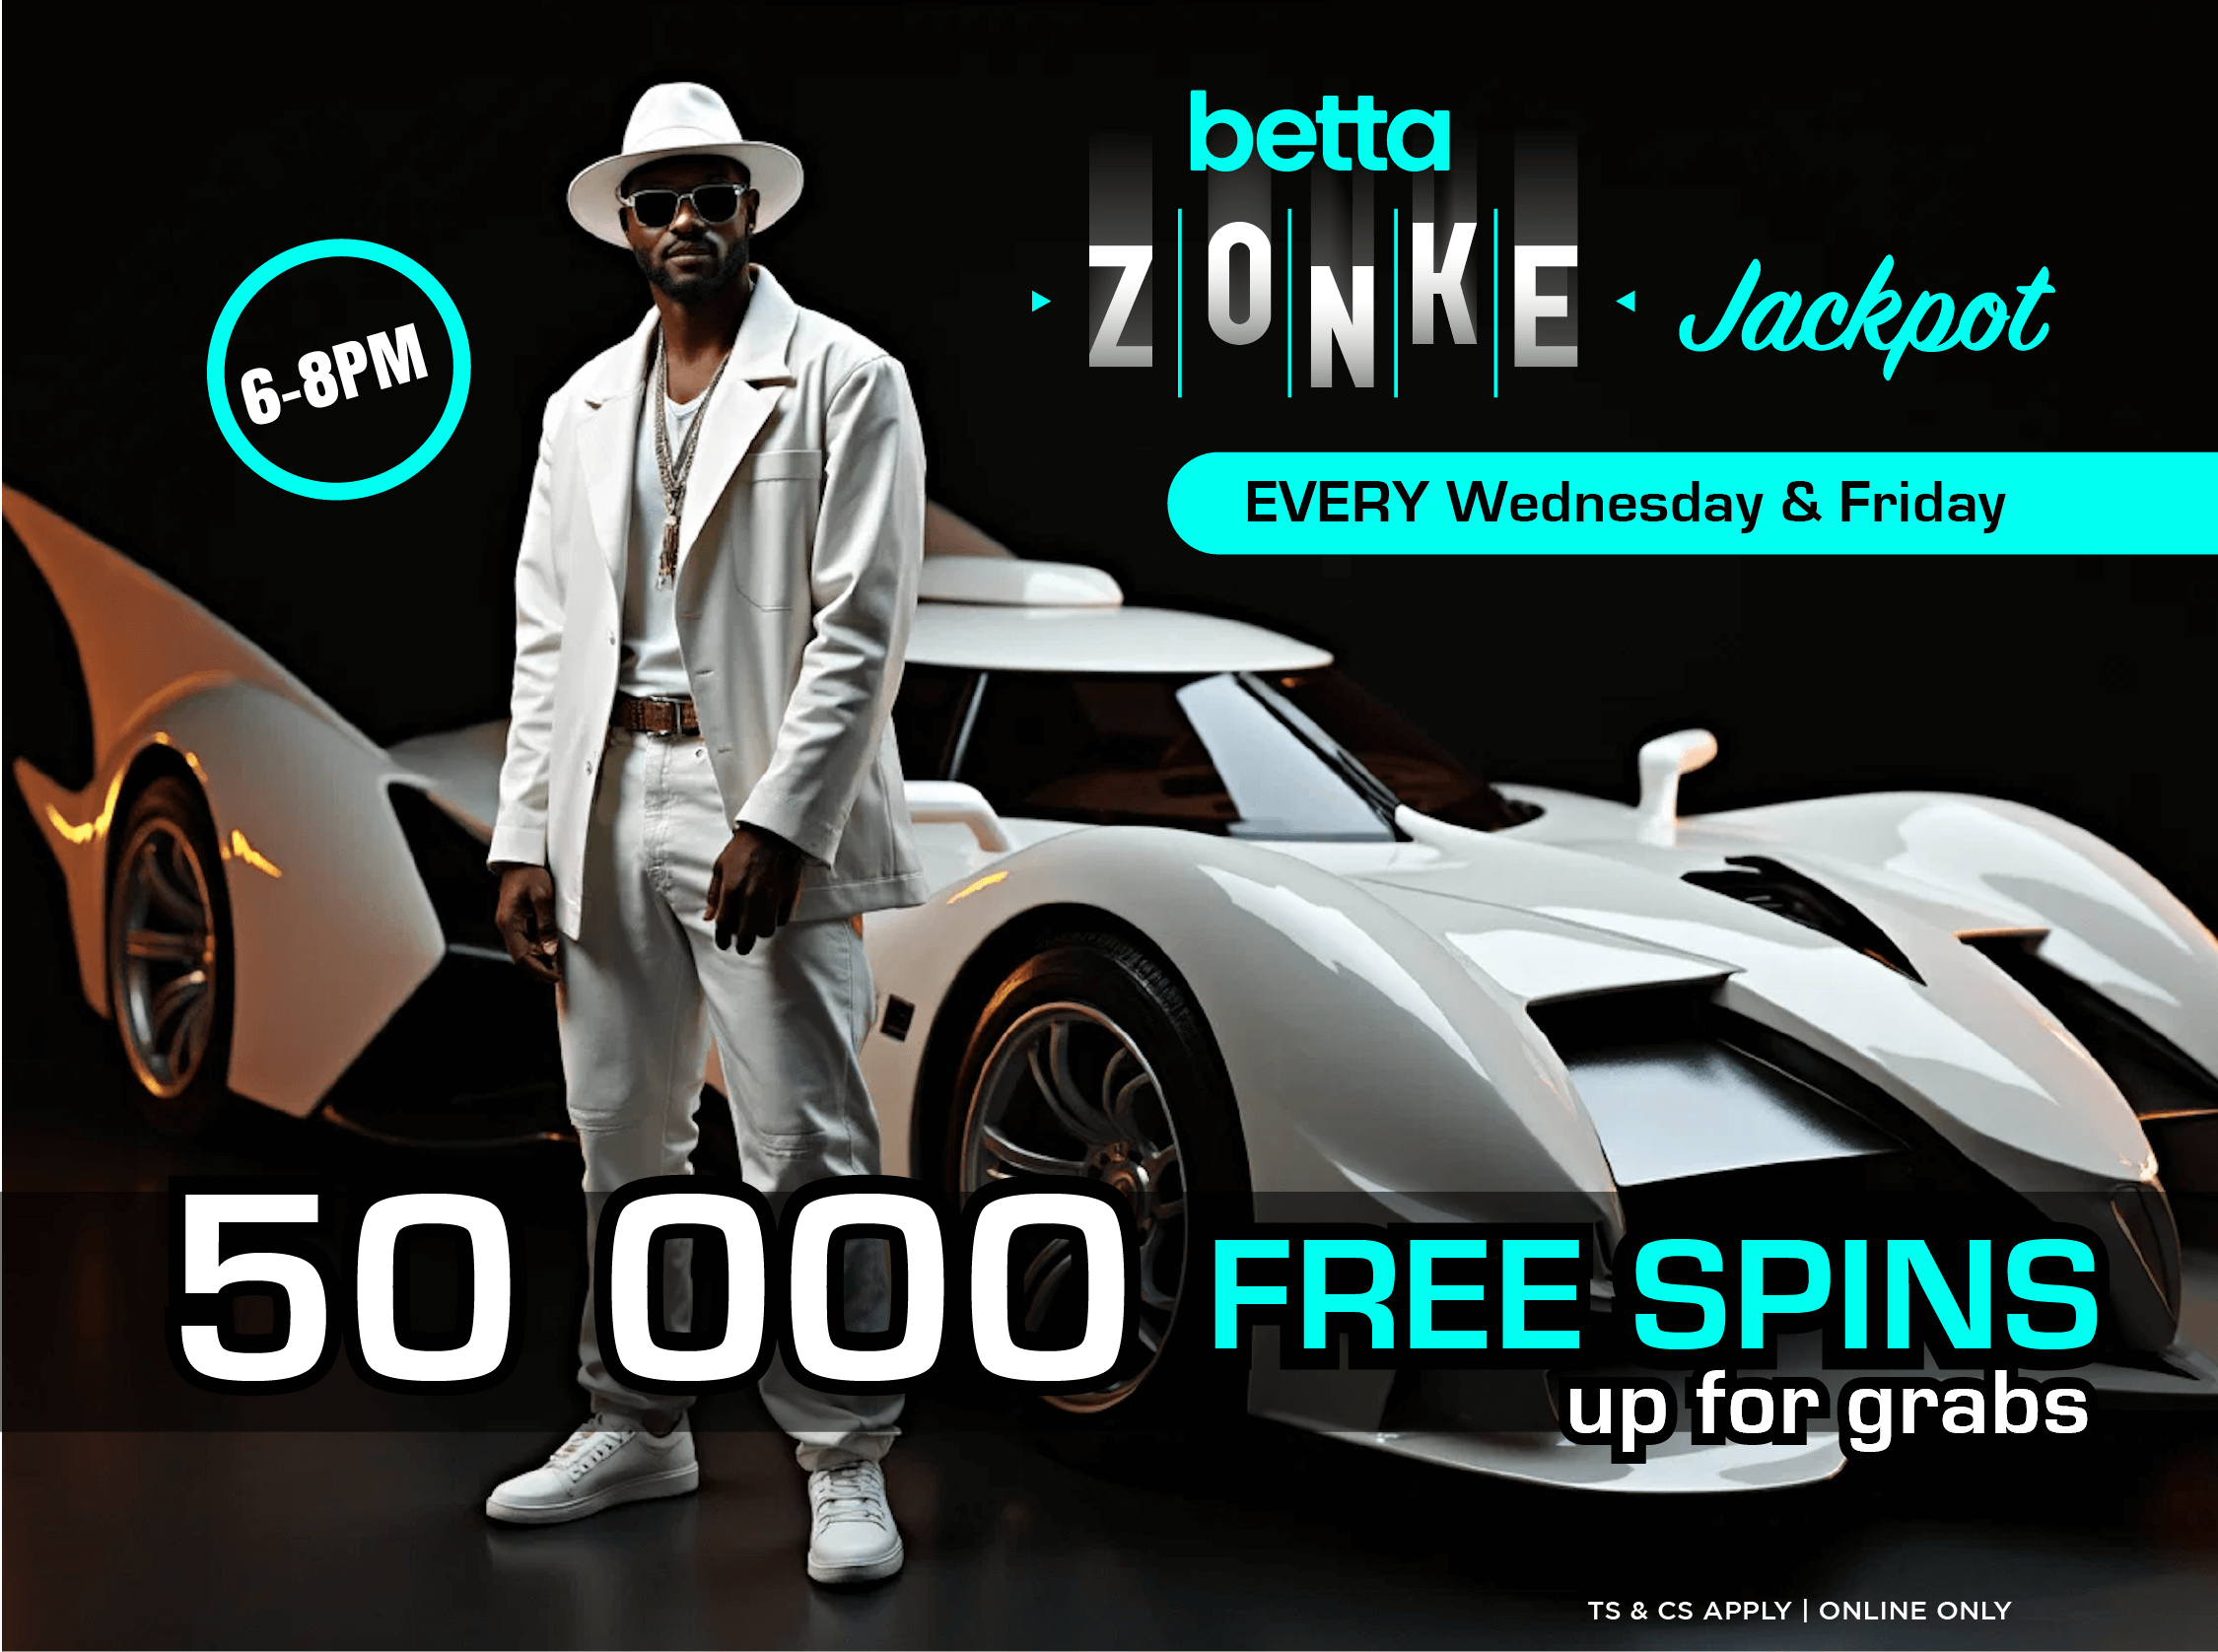 betta
ZONKE
Jackpot
6-8PM
EVERY Wednesday & Friday
50 000 FREE SPINS
up for grabs
TS & CS APPLY | ONLINE ONLY